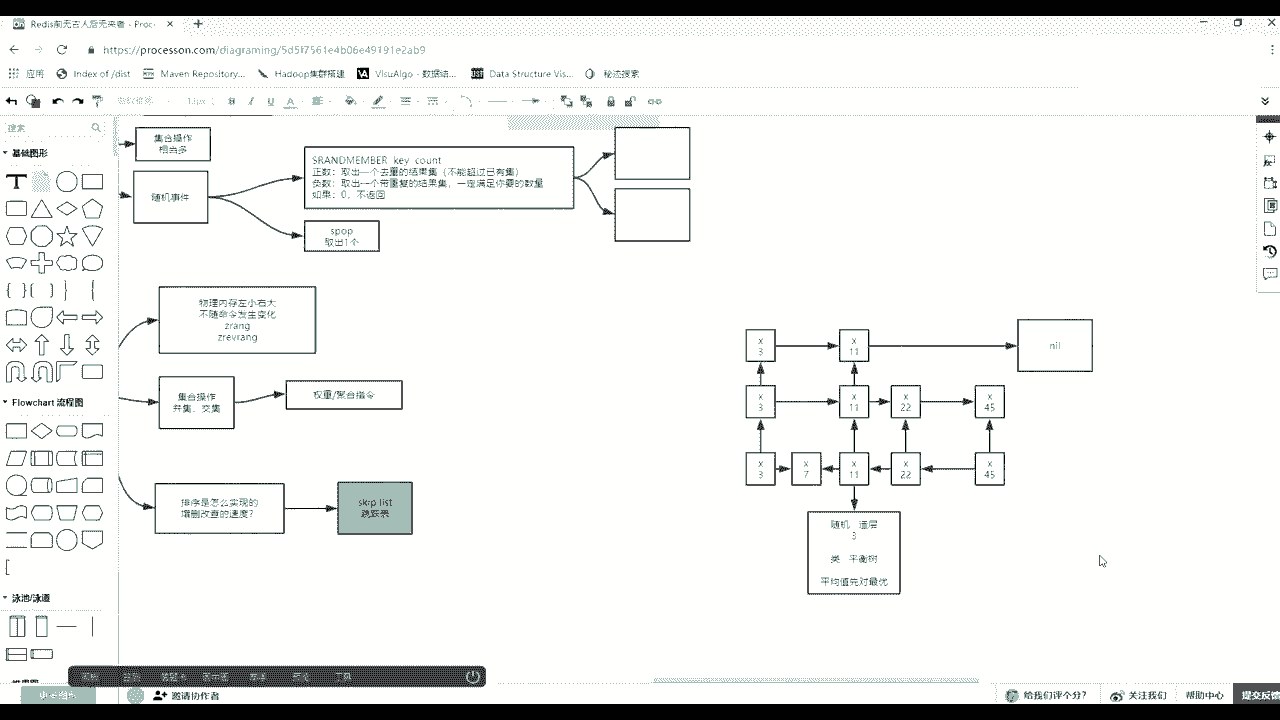 Redis前无古人后无来者 - Proc
https://processon.com/diagraming/5d5f7561e4b06e49191e2ab9
应用
Index of /dist
Maven Repository...
Hadoop集群搭建
VisuAlgo - 数据结...
Data Structure Vis...
秘迹搜索
搜索
基础图形
Flowchart 流程图
泳池/泳道
集合操作
相当多
随机事件
SRANDMEMBER key count
正数：取出一个去重的结果集（不能超过已有集）
负数：取出一个带重复的结果集，一定满足你要的数量
如果：0，不返回
spop
取出1个
物理内存左小右大
不随命令发生变化
zrang
zrevrang
集合操作
并集，交集
权重/聚合指令
排序是怎么实现的
增删改查的速度？
skip list
跳跃表
x
3
x
11
nil
x
3
x
11
x
22
x
45
x
3
x
7
x
11
x
22
x
45
随机 造层
3
类 平衡树
平均值先对最优
邀请协作者
给我们评个分？
关注我们
帮助中心
提交反馈